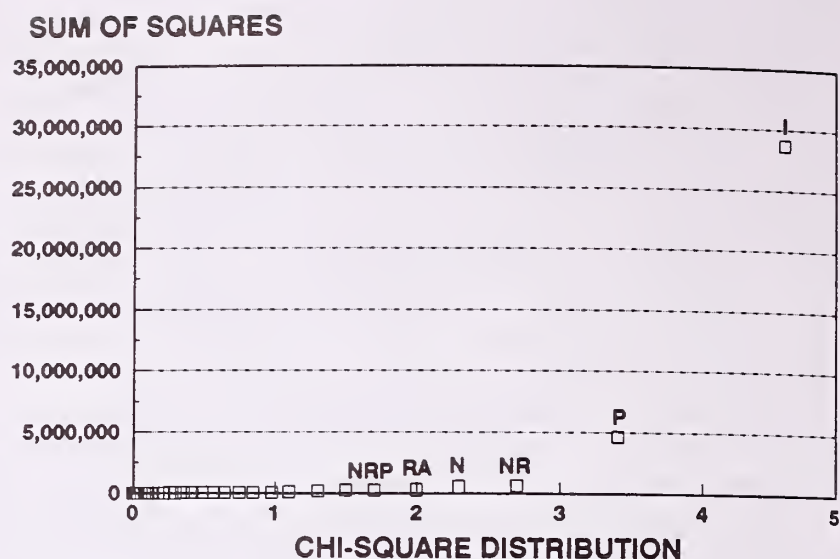 SUM OF SQUARES
35,000,000
30,000,000
25,000,000
20,000,000
15,000,000
10,000,000
5,000,000
0
I
P
NRP RA N NR
0 1 2 3 4 5
CHI-SQUARE DISTRIBUTION